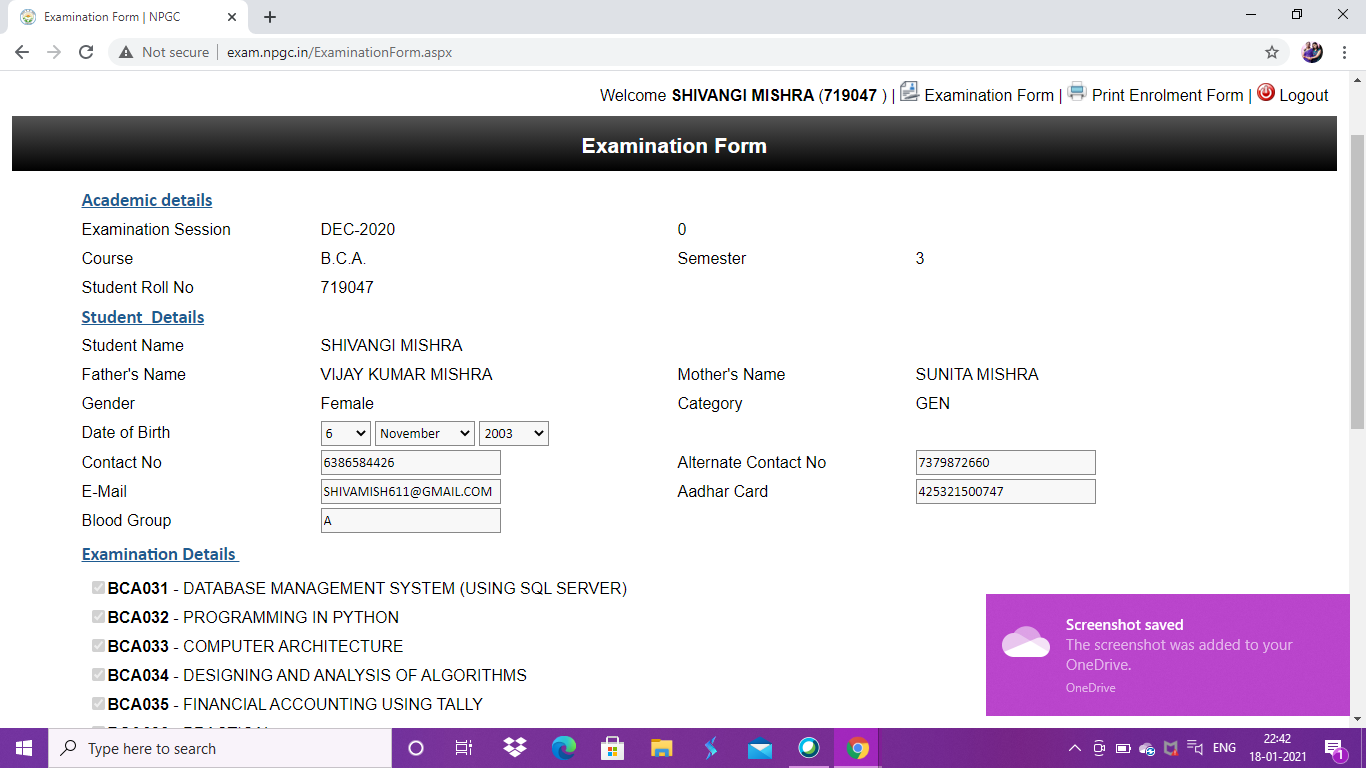 Examination Form | NPGC
Not secure exam.npgc.in/ExaminationForm.aspx
Welcome SHIVANGI MISHRA (719047 ) | Examination Form | Print Enrolment Form | Logout
Examination Form
Academic details
Examination Session DEC-2020 0
Course B.C.A. Semester 3
Student Roll No 719047
Student Details
Student Name SHIVANGI MISHRA
Father's Name VIJAY KUMAR MISHRA Mother's Name SUNITA MISHRA
Gender Female Category GEN
Date of Birth 6 November 2003
Contact No 6386584426 Alternate Contact No 7379872660
E-Mail SHIVAMISH611@GMAIL.COM Aadhar Card 425321500747
Blood Group A
Examination Details
BCA031 - DATABASE MANAGEMENT SYSTEM (USING SQL SERVER)
BCA032 - PROGRAMMING IN PYTHON
BCA033 - COMPUTER ARCHITECTURE
BCA034 - DESIGNING AND ANALYSIS OF ALGORITHMS
BCA035 - FINANCIAL ACCOUNTING USING TALLY
Screenshot saved
The screenshot was added to your
OneDrive.
OneDrive
Type here to search
ENG
22:42
18-01-2021
1